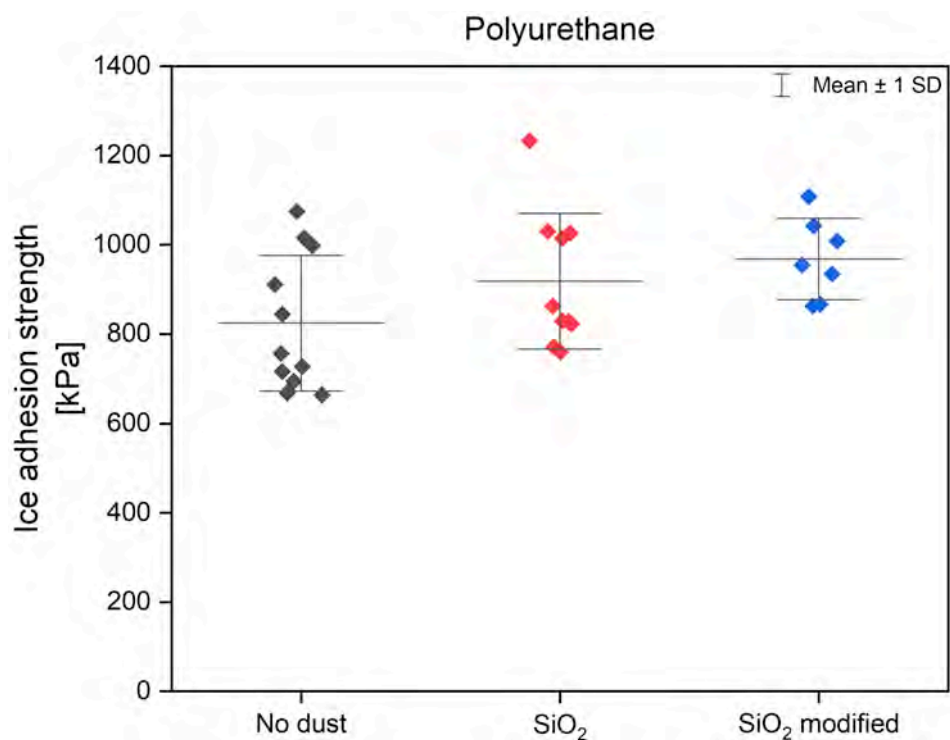 Polyurethane
Mean ± 1 SD
Ice adhesion strength
[kPa]
1400
1200
1000
800
600
400
200
0
No dust
SiO₂
SiO₂ modified